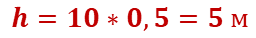 h = 10 * 0,5 = 5 м